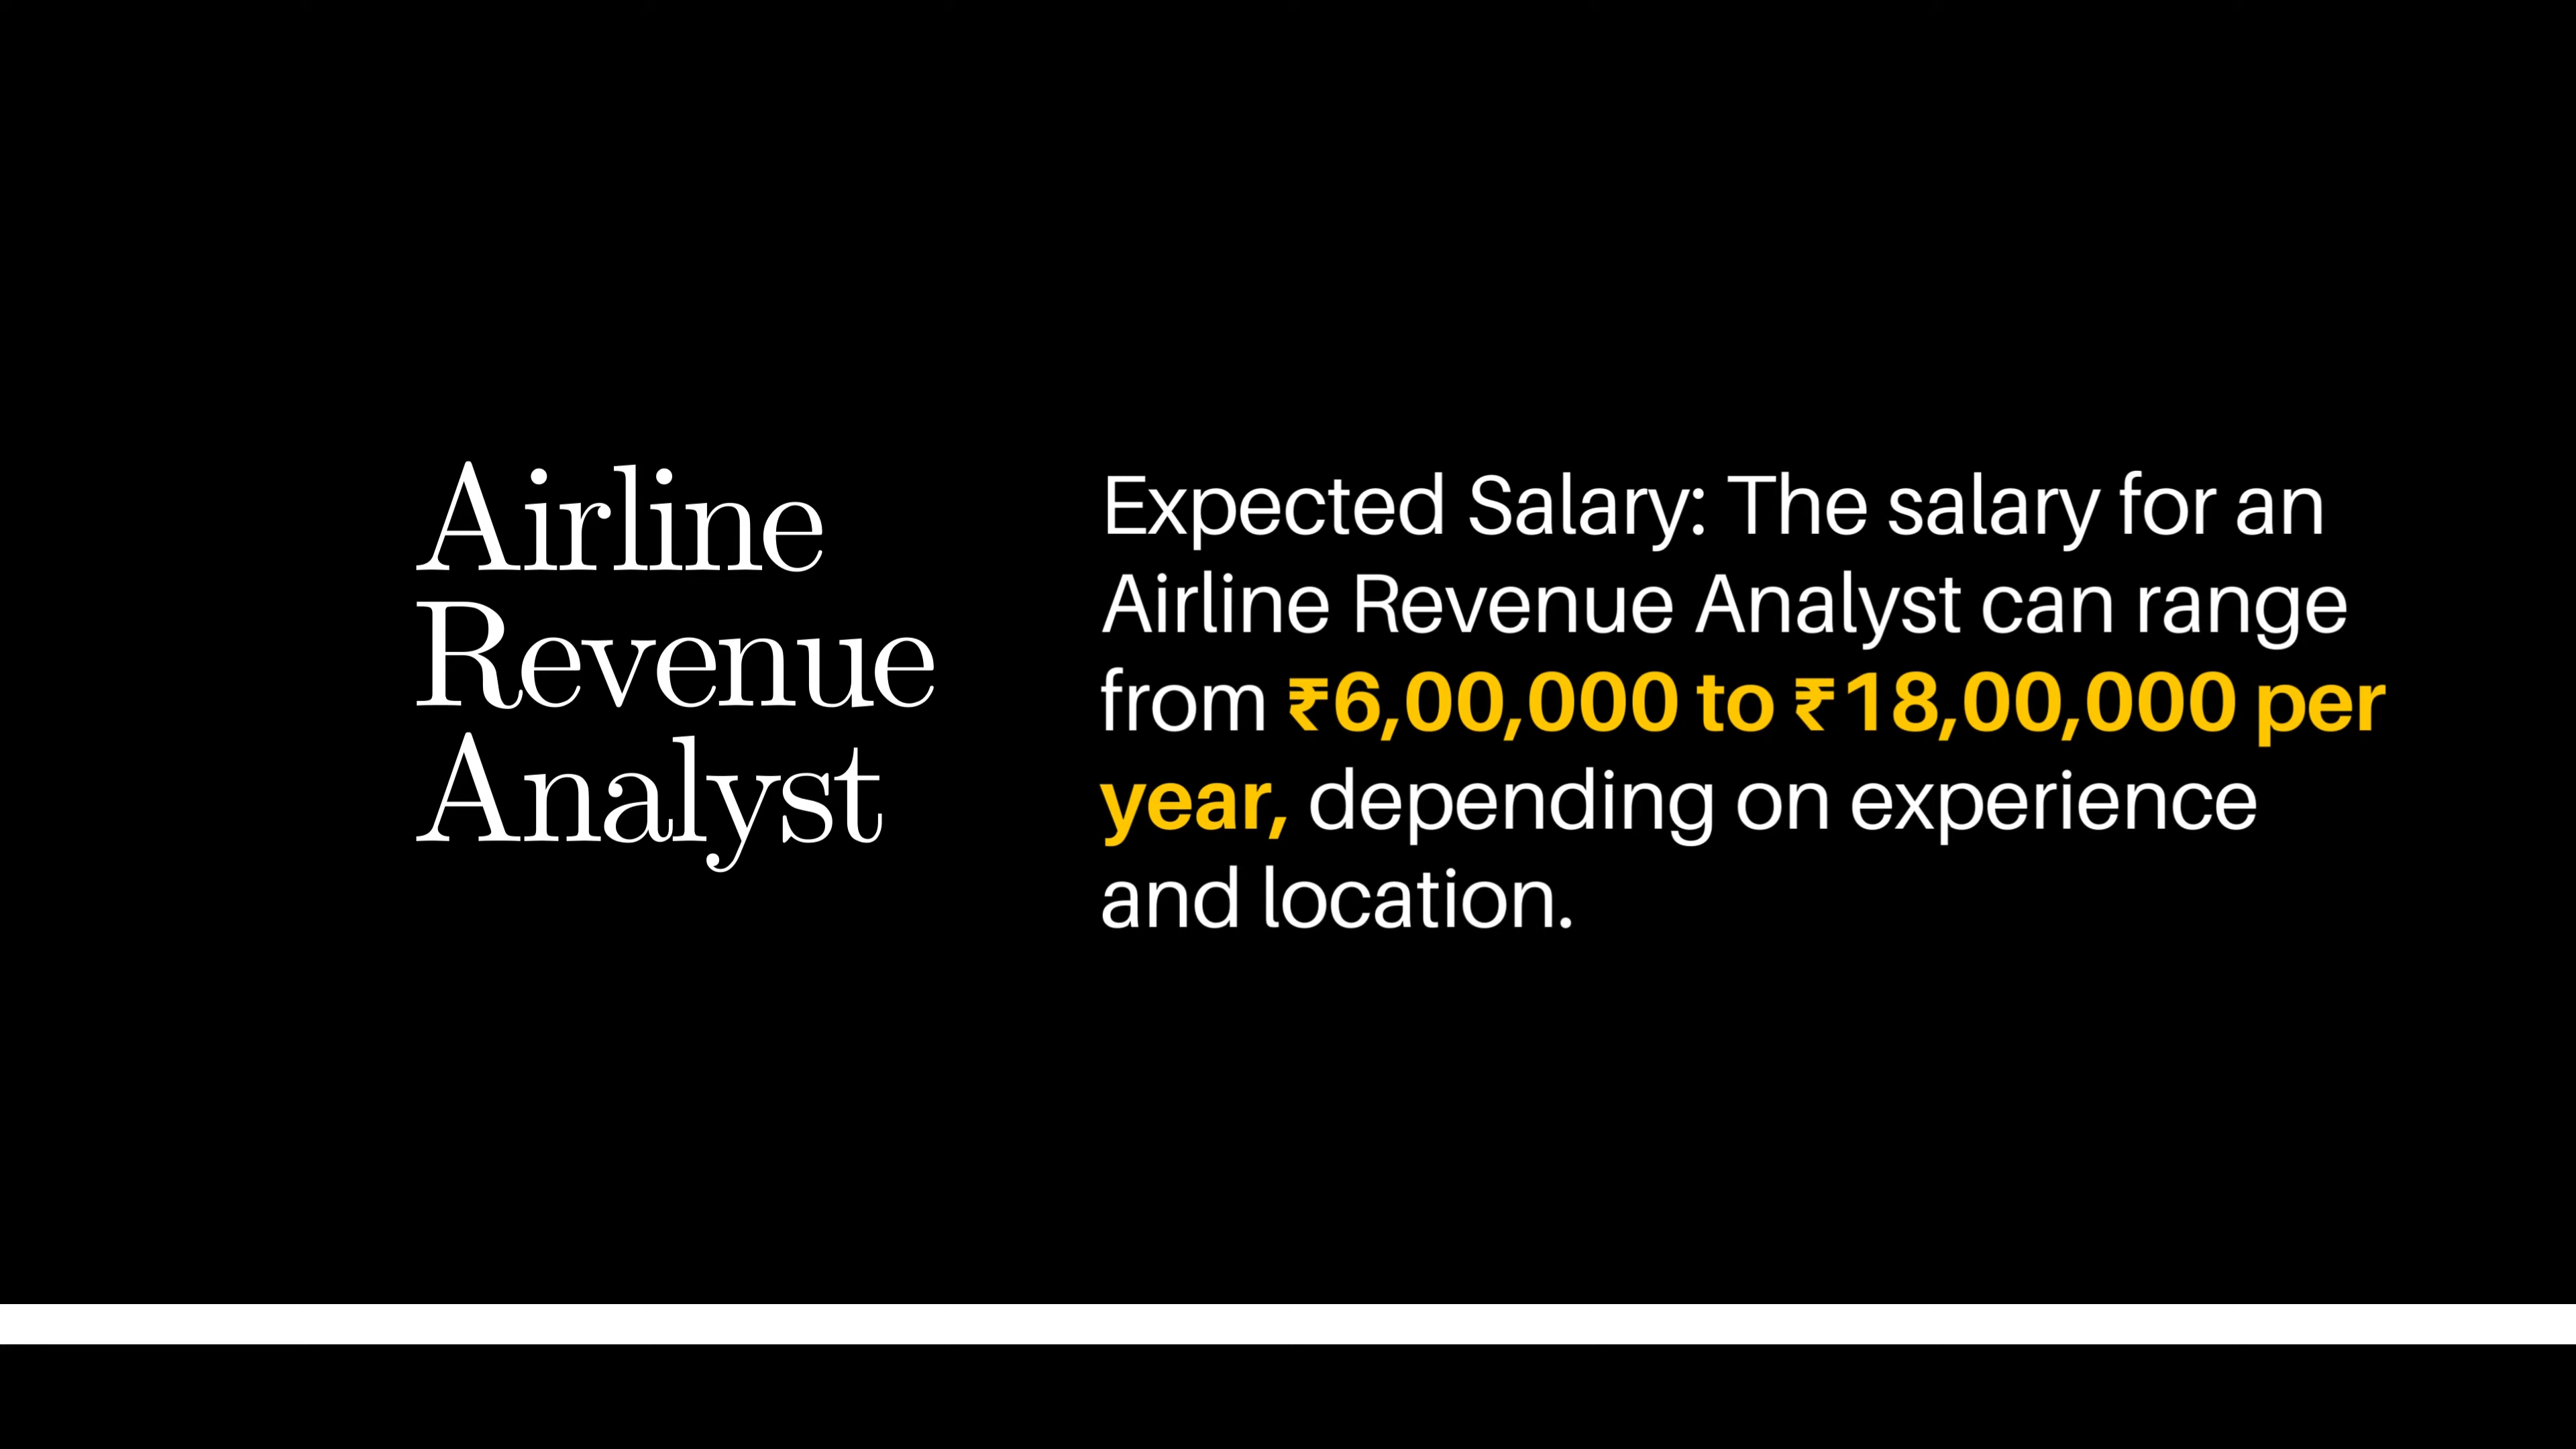 Airline
Revenue
Analyst
Expected Salary: The salary for an
Airline Revenue Analyst can range
from ₹6,00,000 to ₹18,00,000 per
year, depending on experience
and location.